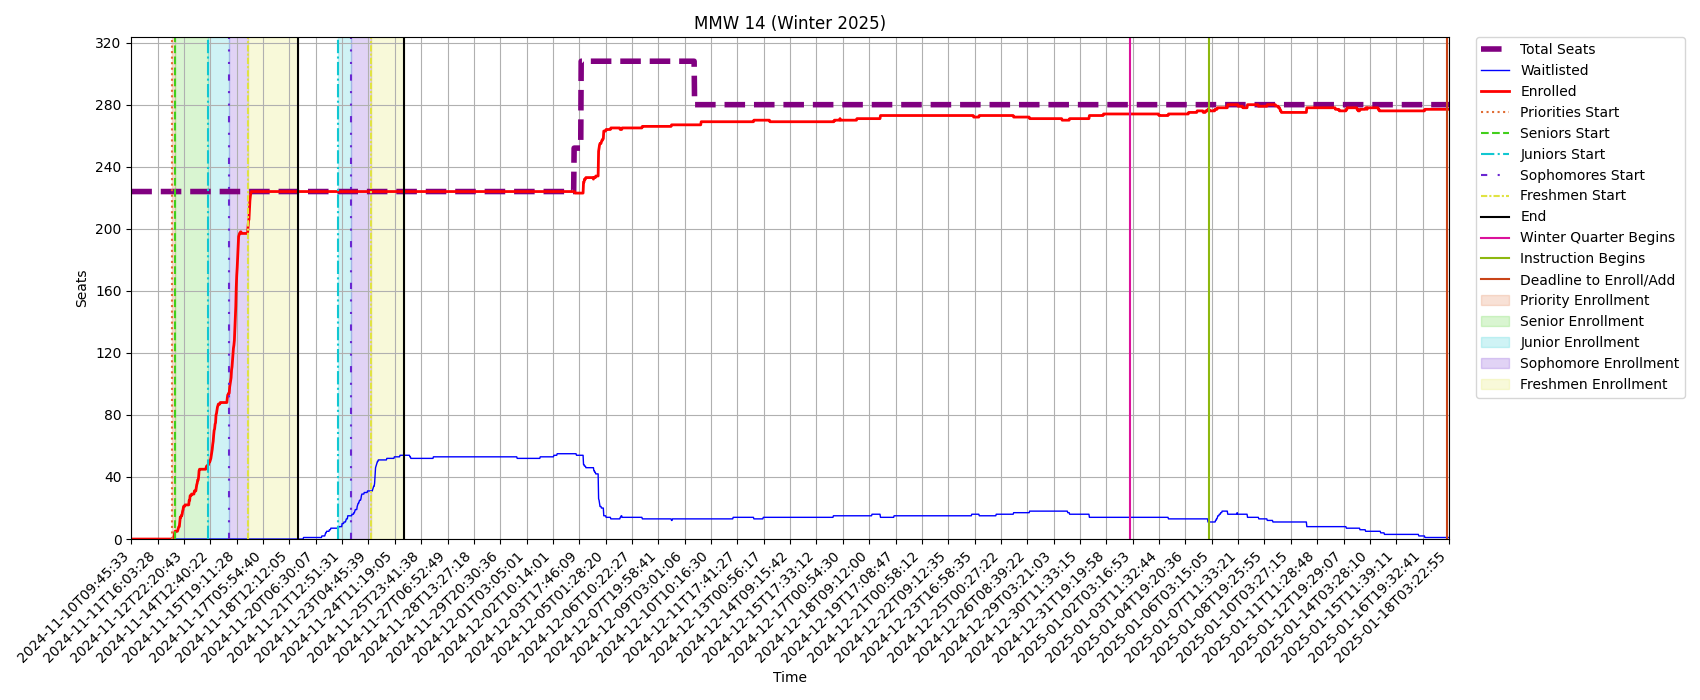 MMW 14 (Winter 2025)
Seats
320
280
240
200
160
120
80
40
0
2024-11-10T09:45:33
2024-11-11T16:03:28
2024-11-12T22:20:43
2024-11-14T12:40:22
2024-11-15T19:11:28
2024-11-17T05:54:40
2024-11-18T12:12:05
2024-11-20T06:30:07
2024-11-21T12:51:31
2024-11-23T04:45:39
2024-11-24T11:19:05
2024-11-25T23:41:38
2024-11-27T06:52:49
2024-11-28T13:27:18
2024-11-29T20:30:36
2024-12-01T03:05:01
2024-12-02T10:14:01
2024-12-03T17:46:09
2024-12-05T01:28:20
2024-12-06T10:22:27
2024-12-07T19:58:41
2024-12-09T03:01:06
2024-12-10T10:16:30
2024-12-11T17:41:27
2024-12-13T00:56:17
2024-12-14T09:15:42
2024-12-15T17:33:12
2024-12-17T00:54:30
2024-12-18T09:12:00
2024-12-19T17:08:47
2024-12-21T00:58:12
2024-12-22T09:12:35
2024-12-23T16:58:35
2024-12-25T00:27:22
2024-12-26T08:39:22
2024-12-29T03:21:03
2024-12-30T11:33:15
2024-12-31T19:19:58
2025-01-02T03:16:53
2025-01-03T11:32:44
2025-01-04T19:20:36
2025-01-06T03:15:05
2025-01-07T11:33:21
2025-01-08T19:25:55
2025-01-10T03:27:15
2025-01-11T11:28:48
2025-01-12T19:29:07
2025-01-14T03:28:10
2025-01-15T11:39:11
2025-01-16T19:32:41
2025-01-18T03:22:55
Time
Total Seats
Waitlisted
Enrolled
Priorities Start
Seniors Start
Juniors Start
Sophomores Start
Freshmen Start
End
Winter Quarter Begins
Instruction Begins
Deadline to Enroll/Add
Priority Enrollment
Senior Enrollment
Junior Enrollment
Sophomore Enrollment
Freshmen Enrollment